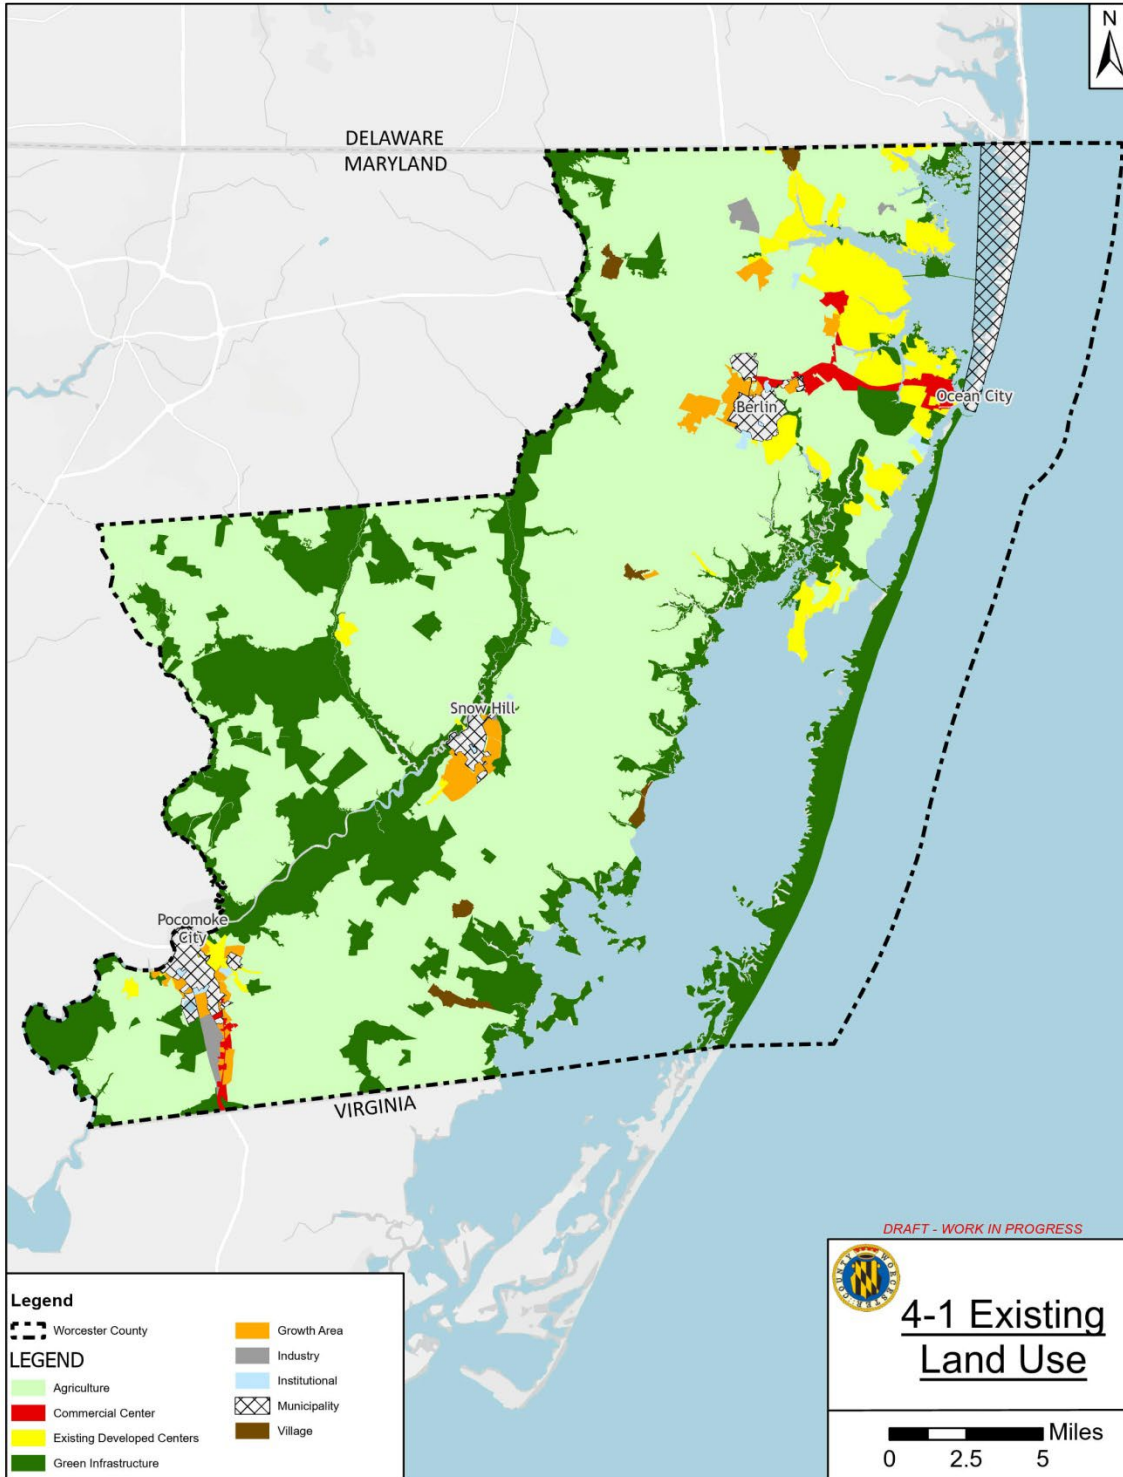 N
DELAWARE
MARYLAND
Ocean City
Berlin
Snow Hill
Pocomoke
City
VIRGINIA
DRAFT - WORK IN PROGRESS
WORCESTER COUNTY
4-1 Existing
Land Use
Miles
0 2.5 5
Legend
Worcester County
LEGEND
Agriculture
Commercial Center
Existing Developed Centers
Green Infrastructure
Growth Area
Industry
Institutional
Municipality
Village